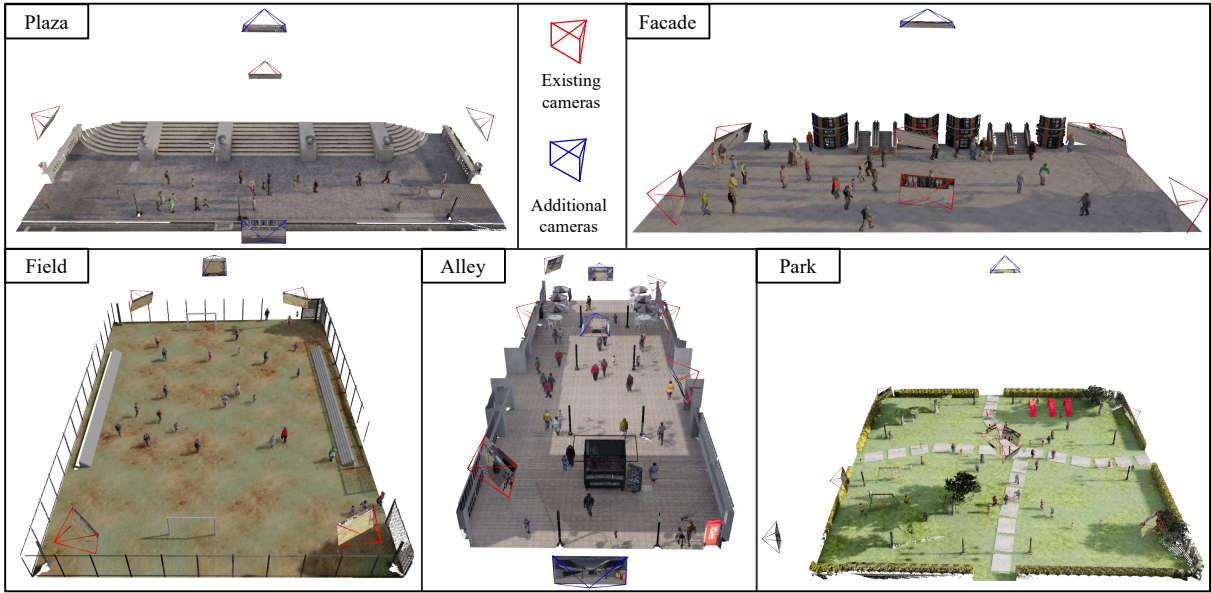 Plaza
Existing
cameras
Additional
cameras
Facade
Field
Alley
Park